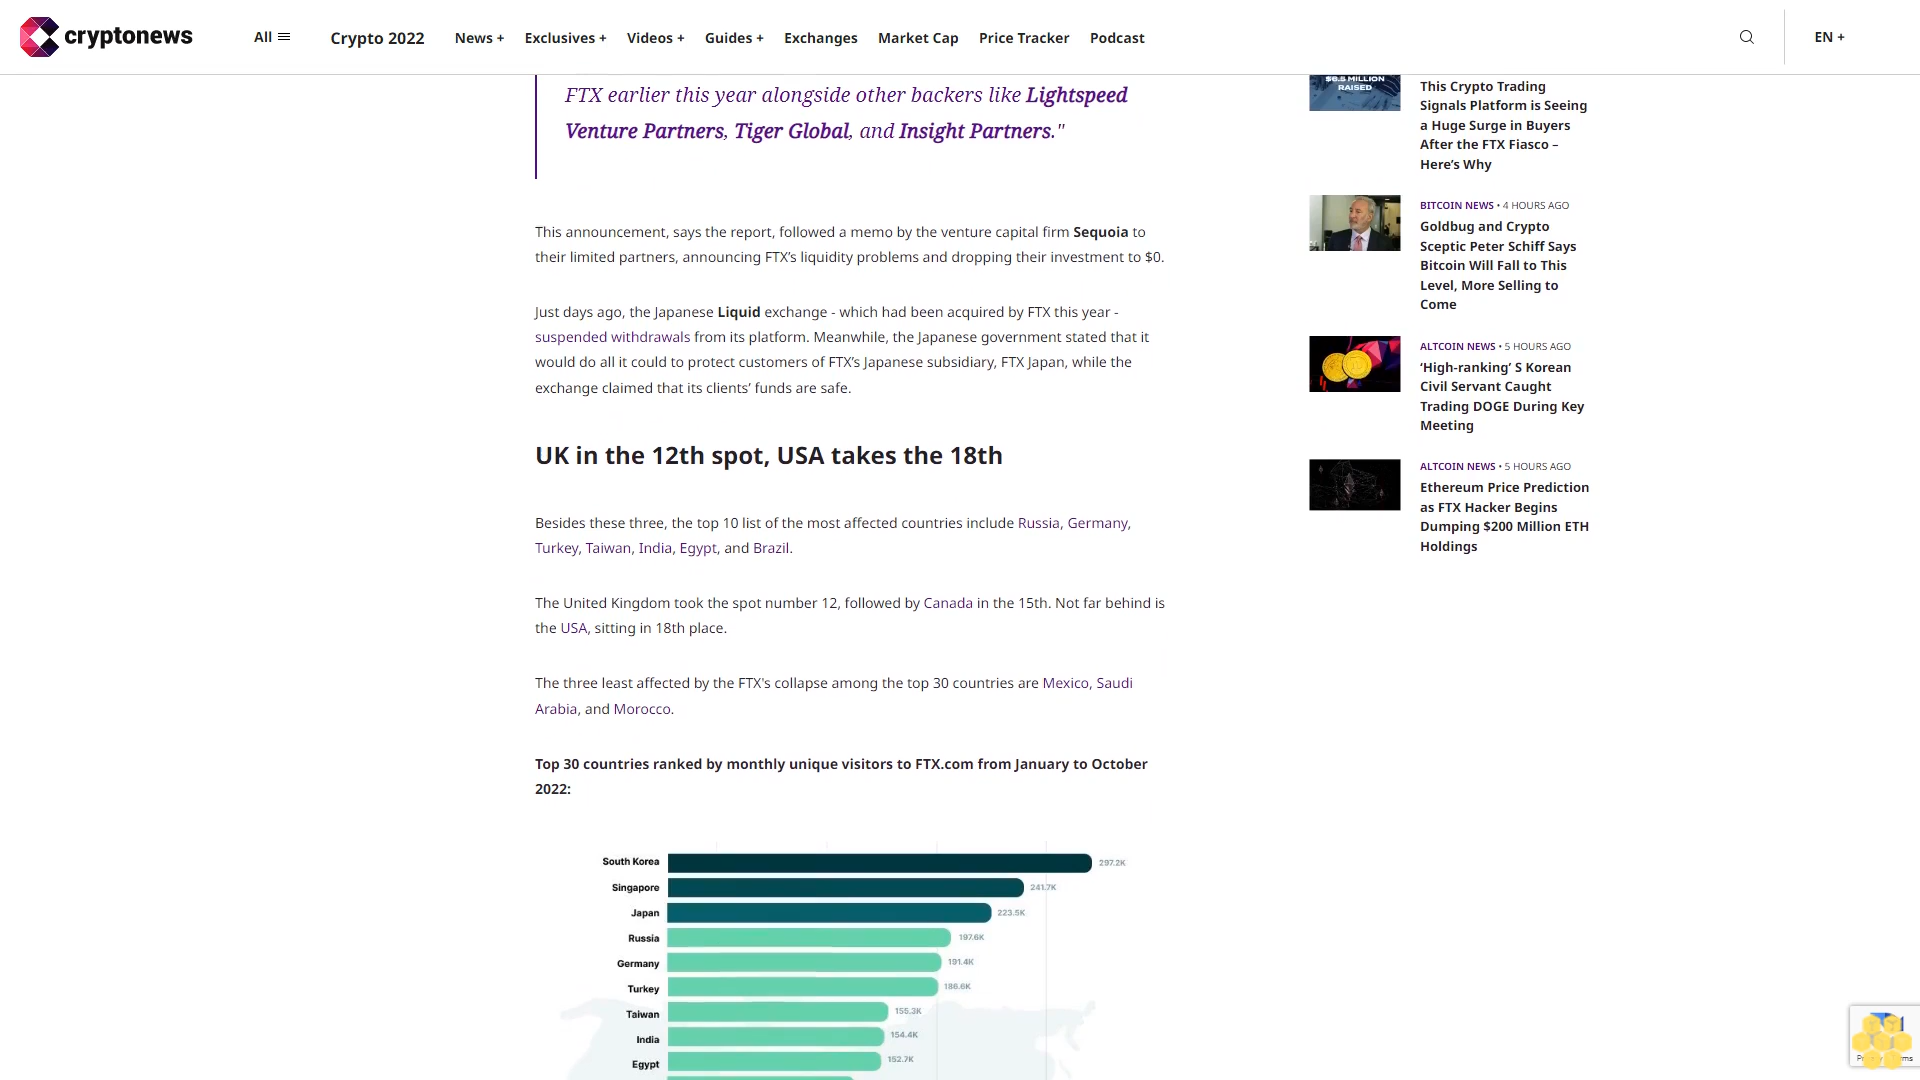 cryptonews
All
Crypto 2022
News +
Exclusives +
Videos +
Guides +
Exchanges
Market Cap
Price Tracker
Podcast
EN +
FTX earlier this year alongside other backers like Lightspeed
Venture Partners, Tiger Global, and Insight Partners."
This announcement, says the report, followed a memo by the venture capital firm Sequoia to
their limited partners, announcing FTX’s liquidity problems and dropping their investment to $0.
Just days ago, the Japanese Liquid exchange - which had been acquired by FTX this year -
suspended withdrawals from its platform. Meanwhile, the Japanese government stated that it
would do all it could to protect customers of FTX’s Japanese subsidiary, FTX Japan, while the
exchange claimed that its clients’ funds are safe.
UK in the 12th spot, USA takes the 18th
Besides these three, the top 10 list of the most affected countries include Russia, Germany,
Turkey, Taiwan, India, Egypt, and Brazil.
The United Kingdom took the spot number 12, followed by Canada in the 15th. Not far behind is
the USA, sitting in 18th place.
The three least affected by the FTX's collapse among the top 30 countries are Mexico, Saudi
Arabia, and Morocco.
Top 30 countries ranked by monthly unique visitors to FTX.com from January to October
2022:
South Korea 297.2K
Singapore 241.7K
Japan 223.5K
Russia 197.6K
Germany 191.4K
Turkey 186.6K
Taiwan 155.3K
India 154.4K
Egypt 152.7K
$6.5 MILLION
RAISED
This Crypto Trading
Signals Platform is Seeing
a Huge Surge in Buyers
After the FTX Fiasco –
Here’s Why
BITCOIN NEWS • 4 HOURS AGO
Goldbug and Crypto
Sceptic Peter Schiff Says
Bitcoin Will Fall to This
Level, More Selling to
Come
ALTCOIN NEWS • 5 HOURS AGO
‘High-ranking’ S Korean
Civil Servant Caught
Trading DOGE During Key
Meeting
ALTCOIN NEWS • 5 HOURS AGO
Ethereum Price Prediction
as FTX Hacker Begins
Dumping $200 Million ETH
Holdings